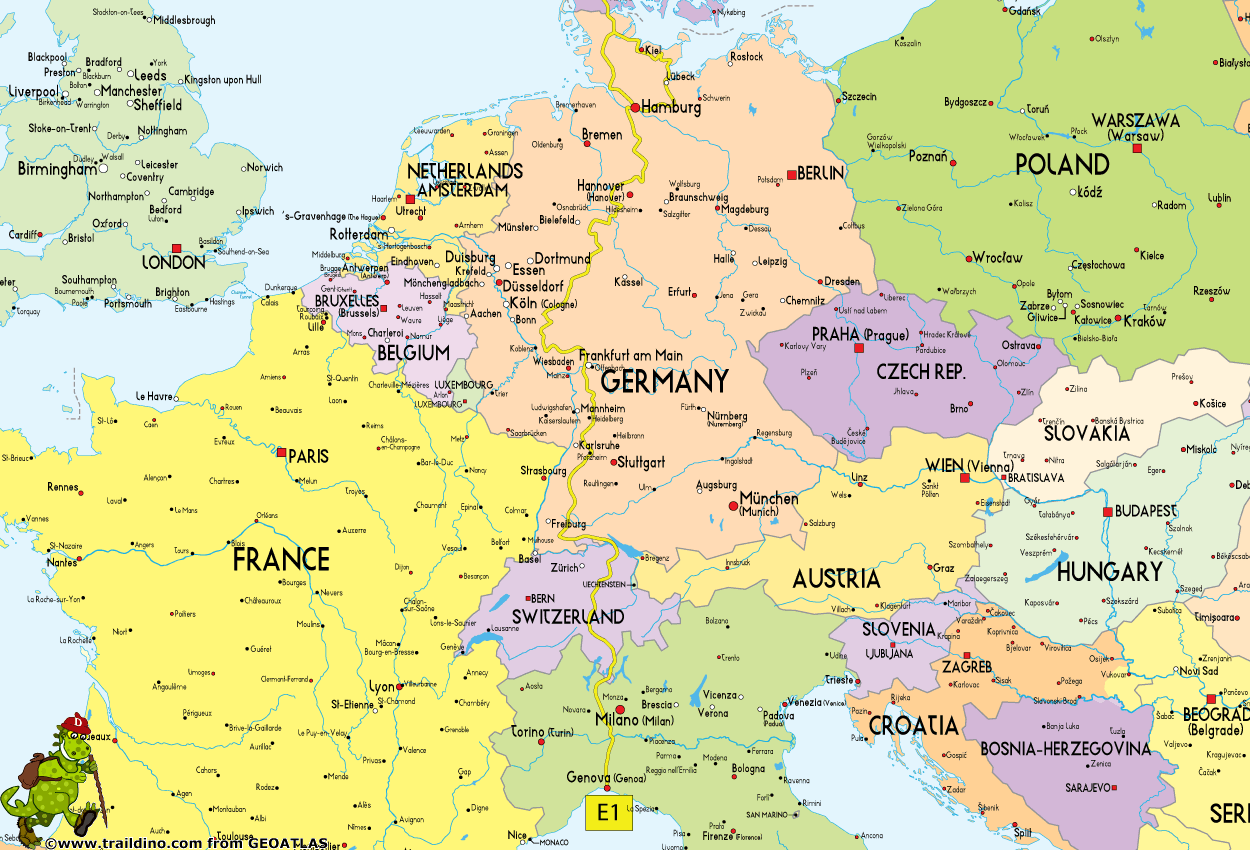 Stockton-on-Tees
Middlesbrough
Nykøbing
Gdańsk
Koszalin
Olsztyn
Kiel
Rostock
Lübeck
Schwerin
Szczecin
Białysto
Blackpool
Preston
Bradford
Blackburn
York
Leeds
Kingston upon Hull
Bolton
Manchester
Liverpool
Birkenhead
Warrington
Sheffield
Hamburg
Bremerhaven
Bydgoszcz
Toruń
WARSZAWA
(Warsaw)
Stoke-on-Trent
Derby
Nottingham
Leeuwarden
Groningen
Assen
Oldenburg
Bremen
Gorzów
Wielkopolski
Poznań
Włocławek
Płock
POLAND
Dudley
Walsall
Birmingham
Leicester
Coventry
Norwich
NETHERLANDS
AMSTERDAM
Hannover
(Hanover)
Wolfsburg
Braunschweig
Potsdam
BERLIN
Łódź
Northampton
Cambridge
Bedford
Luton
Ipswich
Oxford
Haarlem
's-Gravenhage (The Hague)
Utrecht
Rotterdam
Arnhem
Osnabrück
Bielefeld
Münster
Hildesheim
Salzgitter
Magdeburg
Dessau
Cottbus
Zielona Góra
Kalisz
Radom
Lublin
Cardiff
Bristol
LONDON
Basildon
Southend-on-Sea
Middelburg
's-Hertogenbosch
Eindhoven
Duisburg
Krefeld
Essen
Dortmund
Mönchengladbach
Düsseldorf
Halle
Leipzig
Wrocław
Kielce
Częstochowa
Southampton
Bournemouth
Poole
Portsmouth
Brighton
Eastbourne
Hastings
Torquay
Dunkerque
Calais
Brugge
Antwerpen
(Antwerp)
Gent
BRUXELLES
(Brussels)
Leuven
Wavre
Hasselt
Maastricht
Liège
Aachen
Köln (Cologne)
Bonn
Kassel
Erfurt
Jena
Gera
Zwickau
Chemnitz
Dresden
Liberec
Ústí nad Labem
Wałbrzych
Bytom
Zabrze
Gliwice
Sosnowiec
Katowice
Kraków
Rzeszów
Bielsko-Biała
Tourcoing
Roubaix
Lille
Mons
Charleroi
Namur
BELGIUM
Arras
Koblenz
Wiesbaden
Mainz
Frankfurt am Main
Offenbach
GERMANY
PRAHA (Prague)
Karlovy Vary
Hradec Králové
Pardubice
Ostrava
Olomouc
Plzeň
CZECH REP.
Jihlava
Brno
Zlín
Žilina
Prešov
Košice
Le Havre
Amiens
St-Quentin
Charleville-Mézières
LUXEMBOURG
Arlon
LUXEMBOURG
Trier
Rouen
Beauvais
Laon
St-Lô
Caen
Evreux
Reims
Châlons-
en-Champagne
Metz
Saarbrücken
Ludwigshafen
Kaiserslautern
Mannheim
Heidelberg
Heilbronn
Fürth
Nürnberg
(Nuremberg)
Regensburg
České
Budějovice
Trenčín
Banská Bystrica
SLOVAKIA
Karlsruhe
Pforzheim
Stuttgart
Ingolstadt
St-Brieuc
Rennes
Laval
Alençon
Chartres
PARIS
Melun
Troyes
Bar-le-Duc
Nancy
Strasbourg
Reutlingen
Ulm
Augsburg
München
(Munich)
Linz
Wels
Sankt
Pölten
WIEN (Vienna)
Trnava
Nitra
BRATISLAVA
Salgótarján
Eger
Miskolc
Eisenstadt
Győr
Tatabánya
BUDAPEST
Szolnok
Vannes
Le Mans
Orléans
Auxerre
Chaumont
Epinal
Colmar
Freiburg
Mulhouse
Salzburg
Székesfehérvár
Veszprém
Kecskemét
Békéscsaba
St-Nazaire
Nantes
Angers
Tours
Blois
FRANCE
Vesoul
Belfort
Basel
Zürich
Bregenz
Innsbruck
AUSTRIA
Graz
Szombathely
Zalaegerszeg
HUNGARY
La Roche-sur-Yon
Bourges
Nevers
Dijon
Besançon
LIECHTENSTEIN
BERN
SWITZERLAND
Lausanne
Châteauroux
Poitiers
Niort
La Rochelle
Moulins
Chalon-
sur-Saône
Lons-le-Saunier
Genève
Mâcon
Bourg-en-Bresse
Guéret
Bolzano
Villach
Klagenfurt
Maribor
Kaposvár
Szekszárd
Szeged
Pécs
Subotica
Timişoara
SLOVENIA
LJUBLJANA
Krapina
Varaždin
Čakovec
Koprivnica
Bjelovar
Virovitica
Osijek
Vukovar
Zrenjanin
Novi Sad
Limoges
Angoulême
Clermont-Ferrand
Lyon
Villeurbanne
St-Etienne
St-Chamond
Annecy
Chambéry
Aosta
Trento
Udine
Trieste
ZAGREB
Karlovac
Sisak
Požega
Slavonski Brod
Périgueux
Brive-la-Gaillarde
Aurillac
Le Puy-en-Velay
Grenoble
Valence
Novara
Monza
Bergamo
Brescia
Milano (Milan)
Vicenza
Verona
Padova
Padua
Venezia (Venice)
Torino (Turin)
Piacenza
Parma
Reggio nell'Emilia
Modena
Ferrara
Bologna
Ravenna
Pazin
Pula
Rijeka
CROATIA
Gospić
Banja Luka
Tuzla
BOSNIA-HERZEGOVINA
Zenica
SARAJEVO
Šabac
BEOGRAD
(Belgrade)
Pančevo
Valjevo
Kragujevac
Čačak
D
Cahors
Rodez
Mende
Privas
Gap
Digne
Genova (Genoa)
E1
La Spezia
Forlì
Rimini
SAN MARINO
Zadar
Šibenik
Split
SER
Agen
Montauban
Albi
Alès
Nîmes
Avignon
Auch
Toulouse
Nice
MONACO
Pisa
Prato
Firenze (Florence)
Ancona
©www.traildino.com from GEOATLAS